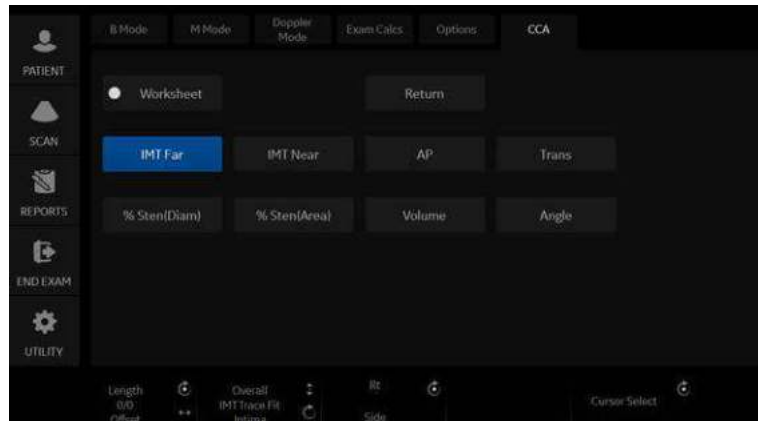 B Mode
M Mode
Doppler
Mode
Exam Calcs
Options
CCA
PATIENT
SCAN
REPORTS
END EXAM
UTILITY
Worksheet
Return
IMT Far
IMT Near
AP
Trans
% Sten(Diam)
% Sten(Area)
Volume
Angle
Length
0/0
Offset
Overall
IMT Trace Fit
Intima
Rt
Side
Cursor Select